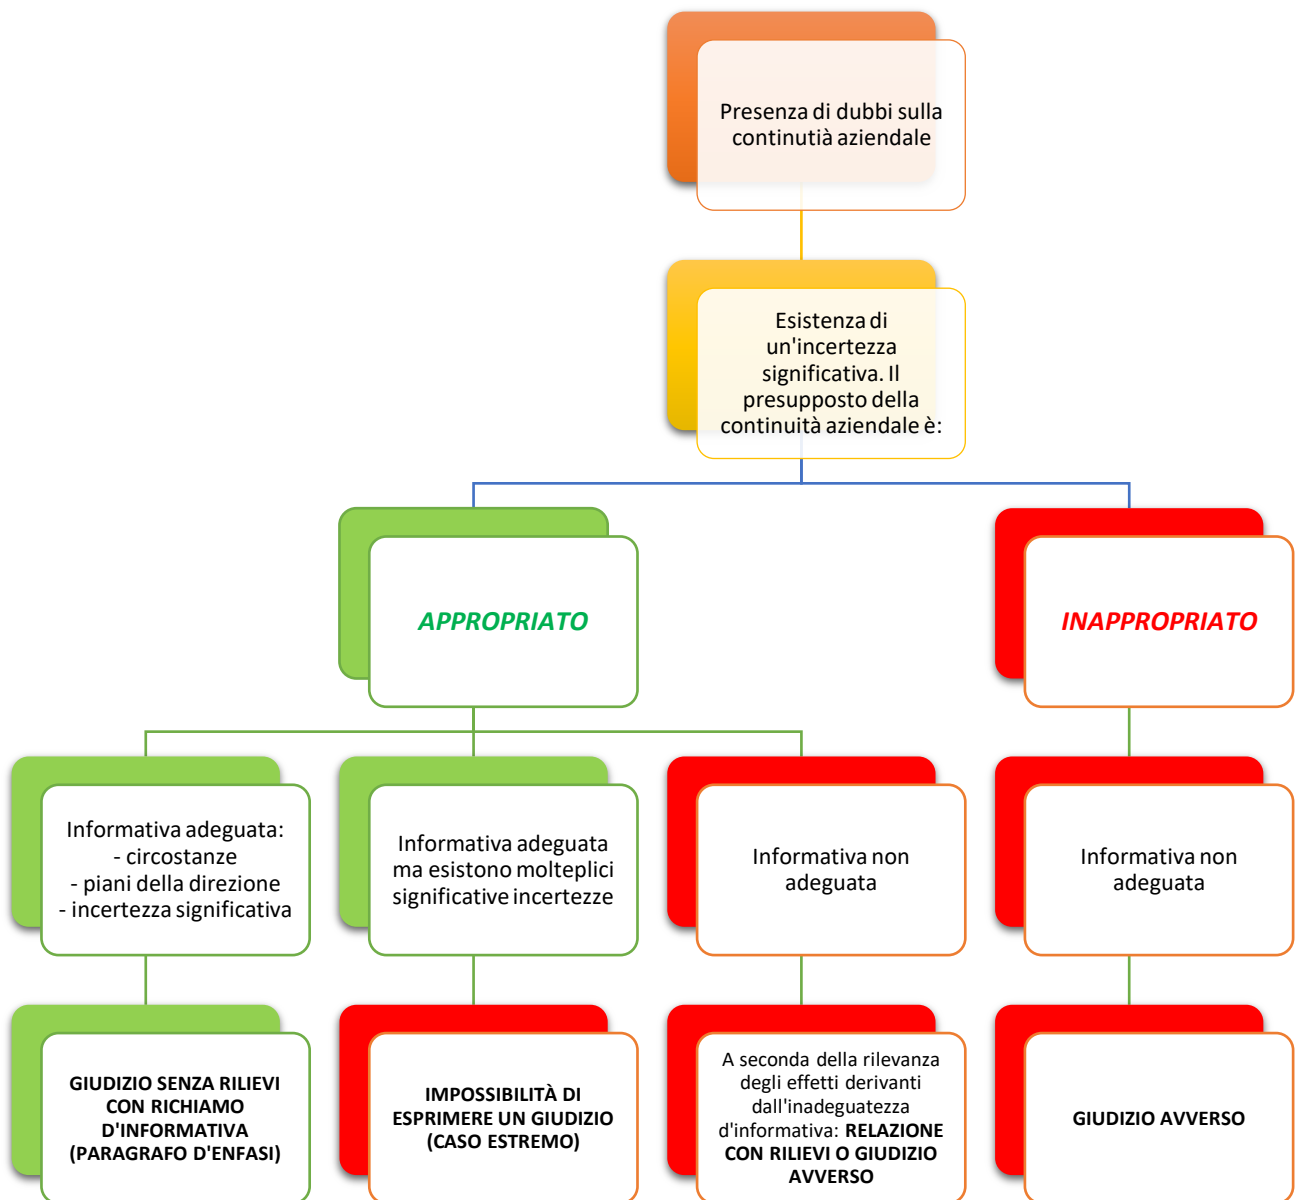 Presenza di dubbi sulla
continutià aziendale
Esistenza di
un'incertezza
significativa. Il
presupposto della
continuità aziendale è:
APPROPRIATO
INAPPROPRIATO
Informativa adeguata:
- circostanze
- piani della direzione
- incertezza significativa
Informativa adeguata
ma esistono molteplici
significative incertezze
Informativa non
adeguata
Informativa non
adeguata
GIUDIZIO SENZA RILIEVI
CON RICHIAMO
D'INFORMATIVA
(PARAGRAFO D'ENFASI)
IMPOSSIBILITÀ DI
ESPRIMERE UN GIUDIZIO
(CASO ESTREMO)
A seconda della rilevanza
degli effetti derivanti
dall'inadeguatezza
d'informativa: RELAZIONE
CON RILIEVI O GIUDIZIO
AVVERSO
GIUDIZIO AVVERSO